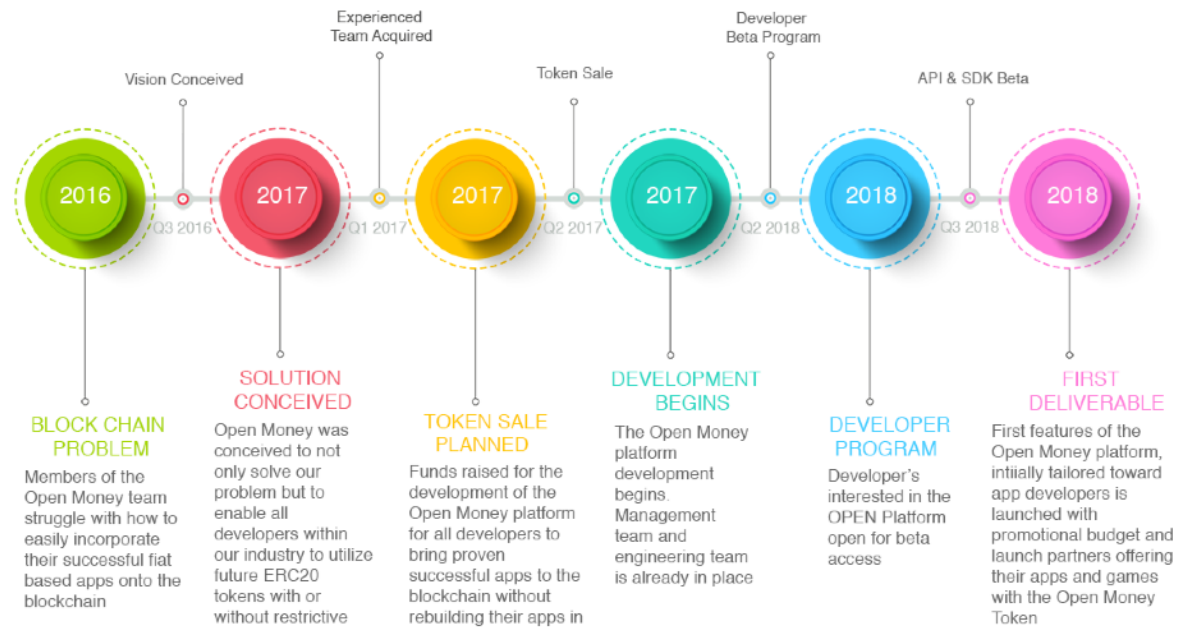 Experienced
Team Acquired
Developer
Beta Program
Vision Conceived
Token Sale
API & SDK Beta
2016
2017
2017
2017
2018
2018
Q3 2016
Q1 2017
Q2 2017
Q2 2018
Q3 2018
BLOCK CHAIN
PROBLEM
Members of the
Open Money team
struggle with how to
easily incorporate
their successful fiat
based apps onto the
blockchain
SOLUTION
CONCEIVED
Open Money was
conceived to not
only solve our
problem but to
enable all
developers within
our industry to utilize
future ERC20
tokens with or
without restrictive
TOKEN SALE
PLANNED
Funds raised for the
development of the
Open Money platform
for all developers to
bring proven
successful apps to the
blockchain without
rebuilding their apps in
DEVELOPMENT
BEGINS
The Open Money
platform
development
begins.
Management
team and
engineering team
is already in place
DEVELOPER
PROGRAM
Developer's
interested in the
OPEN Platform
open for beta
access
FIRST
DELIVERABLE
First features of the
Open Money platform,
intiially tailored toward
app developers is
launched with
promotional budget and
launch partners offering
their apps and games
with the Open Money
Token